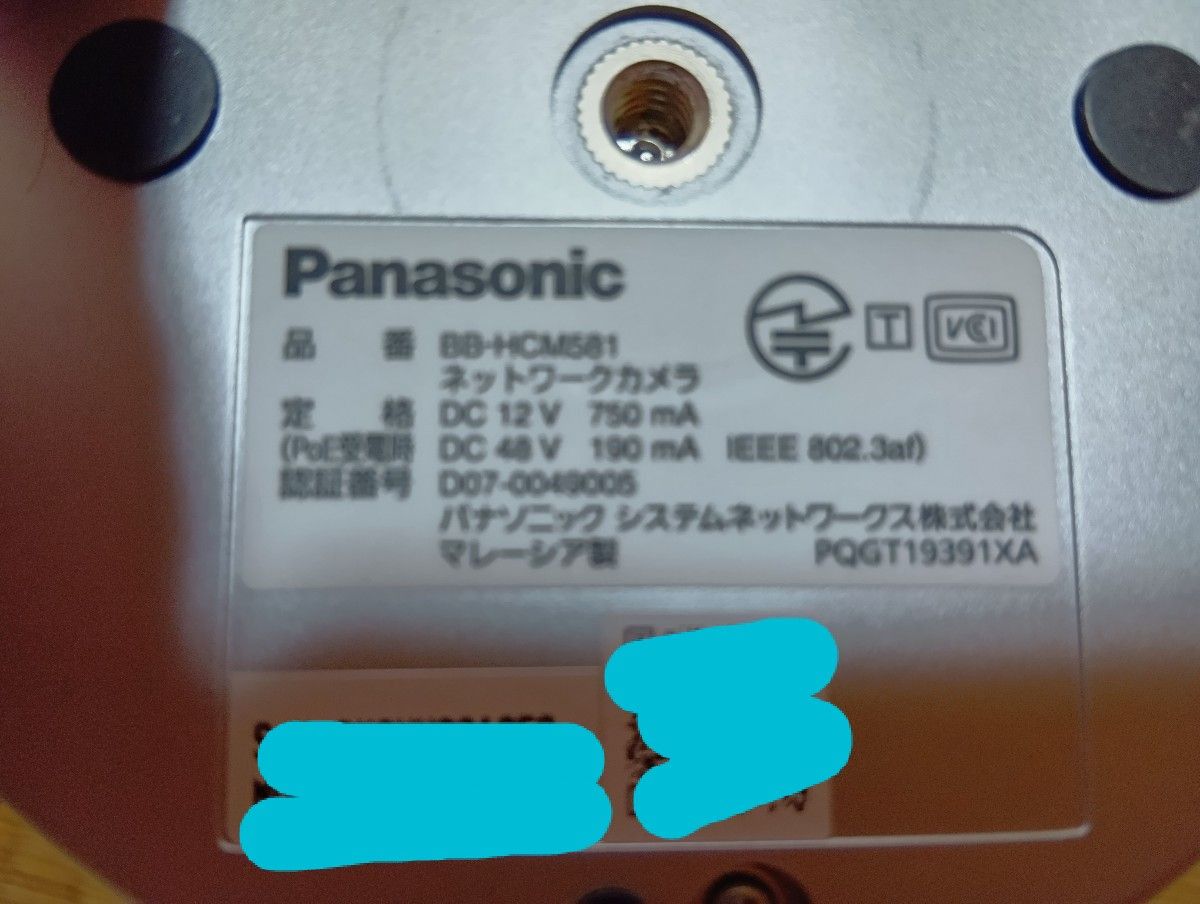 Panasonic
品番 BB-HCM581
ネットワークカメラ
T
VCCI
定格 DC 12 V 750 mA
(PoE受電時 DC 48 V 190 mA IEEE 802.3af)
認証番号 D07-0049005
パナソニック システムネットワークス株式会社
マレーシア製 PQGT19391XA